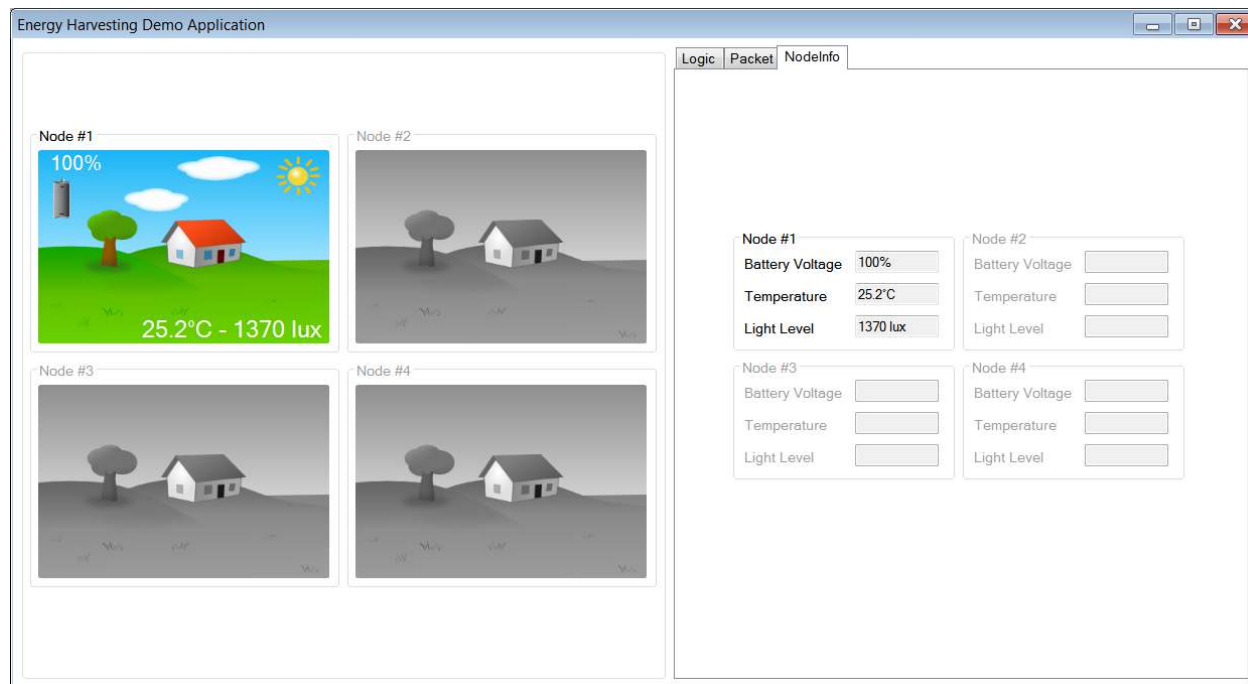 Energy Harvesting Demo Application
Logic Packet NodeInfo
Node #1
100%
25.2°C - 1370 lux
Node #2
Node #3
Node #4
Node #1
Battery Voltage 100%
Temperature 25.2°C
Light Level 1370 lux
Node #2
Battery Voltage
Temperature
Light Level
Node #3
Battery Voltage
Temperature
Light Level
Node #4
Battery Voltage
Temperature
Light Level